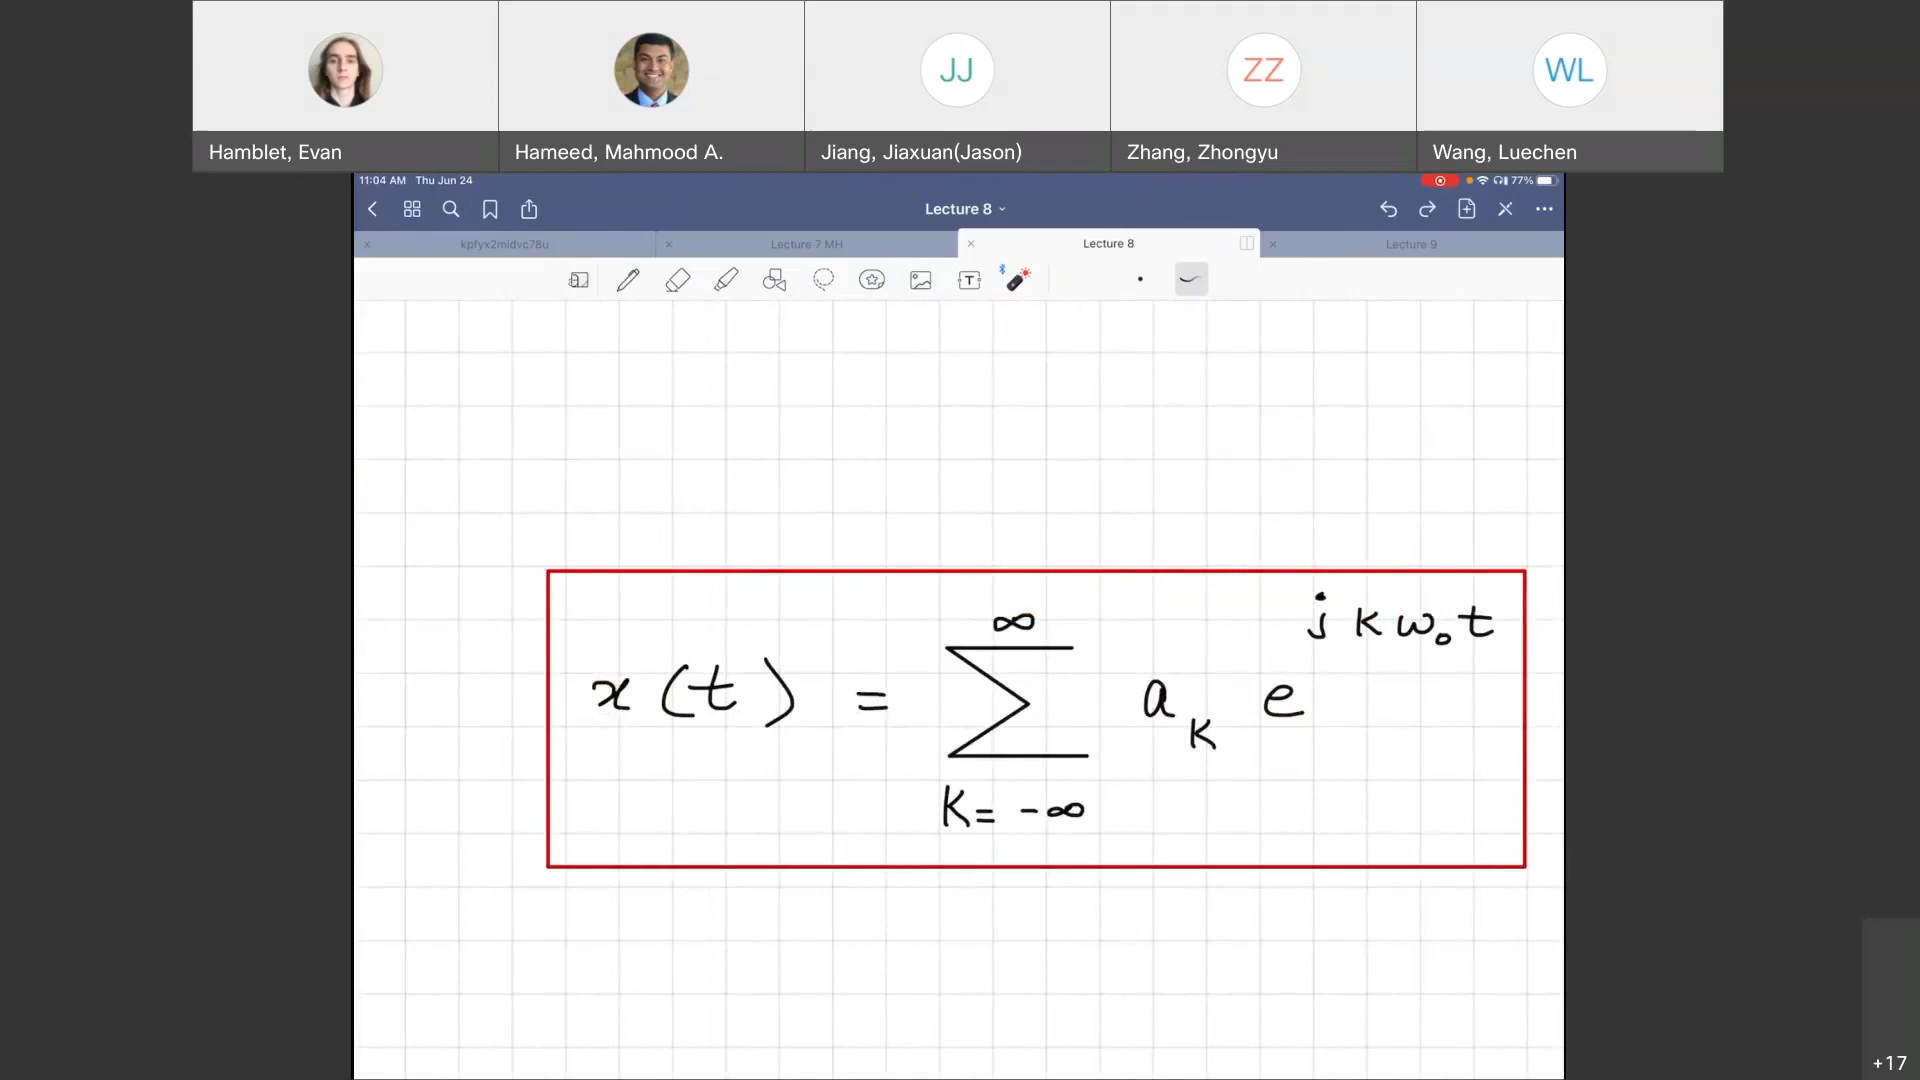 JJ
ZZ
WL
Hamblet, Evan
Hameed, Mahmood A.
Jiang, Jiaxuan(Jason)
Zhang, Zhongyu
Wang, Luechen
11:04 AM Thu Jun 24
77%
Lecture 8
kpfyx2midvc78u
Lecture 7 MH
Lecture 8
Lecture 9
T
x(t) = ∑_{k=-∞}^{∞} a_k e^{jkω₀t}
+17